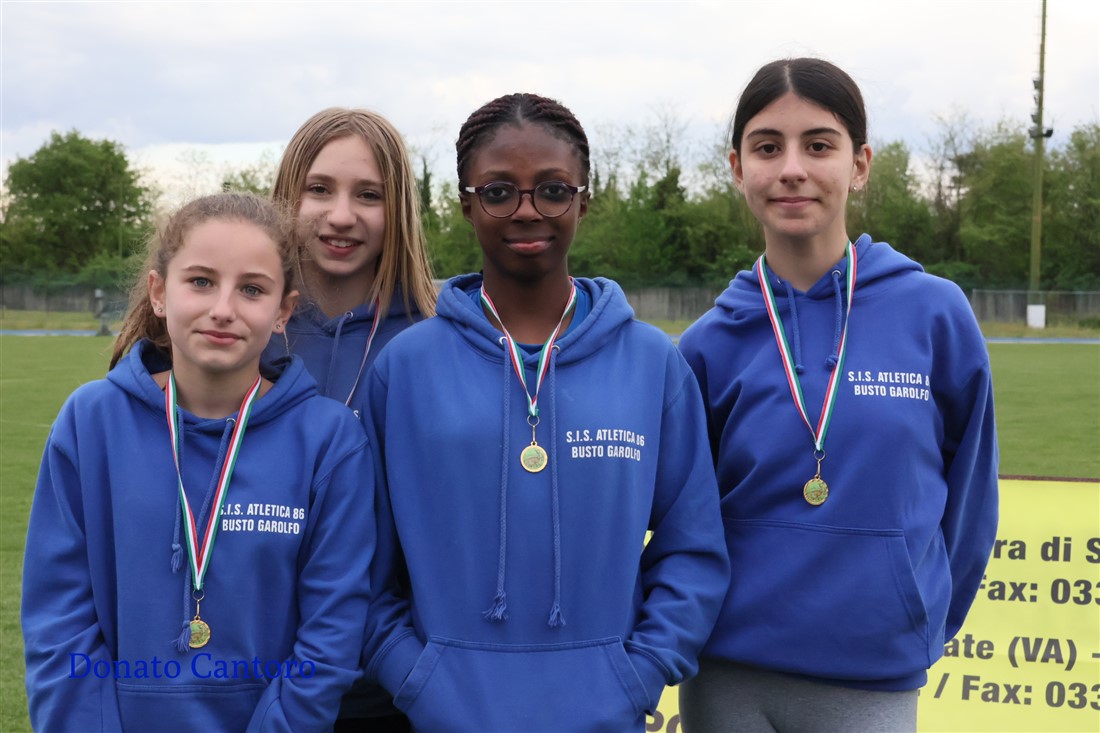 S.I.S. ATLETICA 86
BUSTO GAROLFO
S.I.S. ATLETICA 86
BUSTO GAROLFO
S.I.S. ATLETICA 8
BUSTO GAROLFO
ra di S
Fax: 033
ate (VA) -
/ Fax: 033
Donato Cantoro